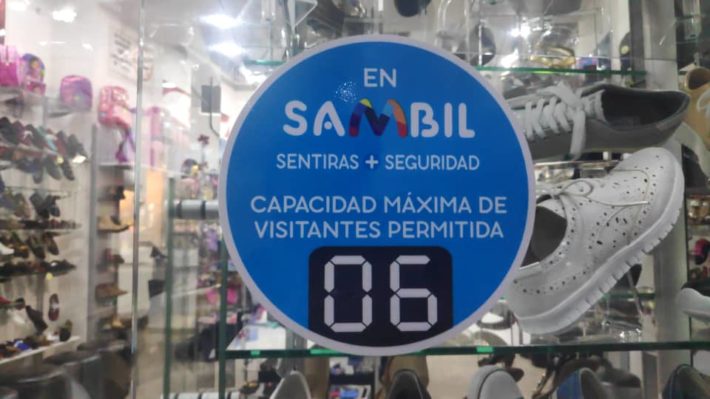 EN
SAMBIL
SENTIRAS + SEGURIDAD
CAPACIDAD MÁXIMA DE
VISITANTES PERMITIDA
06